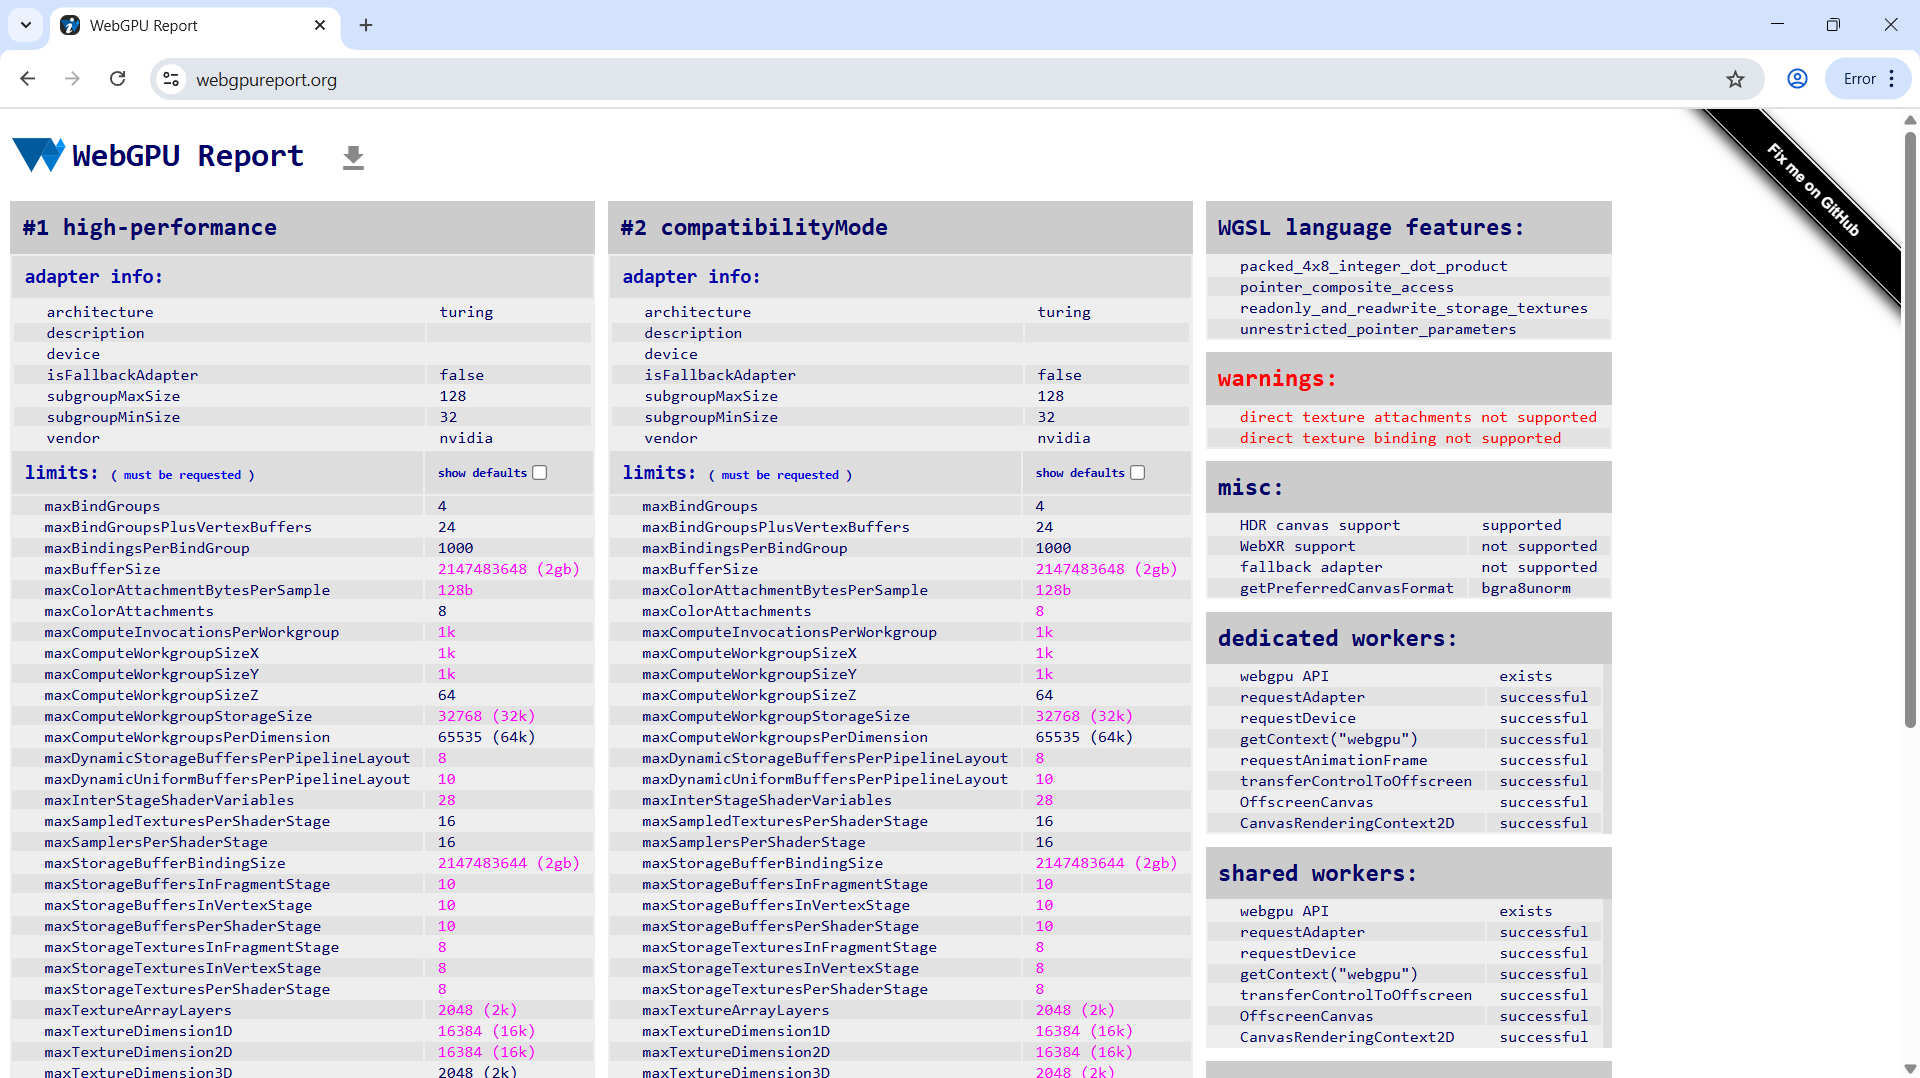 WebGPU Report
webgpureport.org
Error
WebGPU Report
Fix me on GitHub
#1 high-performance
adapter info:
architecture turing
description
device
isFallbackAdapter false
subgroupMaxSize 128
subgroupMinSize 32
vendor nvidia
limits: ( must be requested ) show defaults
maxBindGroups 4
maxBindGroupsPlusVertexBuffers 24
maxBindingsPerBindGroup 1000
maxBufferSize 2147483648 (2gb)
maxColorAttachmentBytesPerSample 128b
maxColorAttachments 8
maxComputeInvocationsPerWorkgroup 1k
maxComputeWorkgroupSizeX 1k
maxComputeWorkgroupSizeY 1k
maxComputeWorkgroupSizeZ 64
maxComputeWorkgroupStorageSize 32768 (32k)
maxComputeWorkgroupsPerDimension 65535 (64k)
maxDynamicStorageBuffersPerPipelineLayout 8
maxDynamicUniformBuffersPerPipelineLayout 10
maxInterStageShaderVariables 28
maxSampledTexturesPerShaderStage 16
maxSamplersPerShaderStage 16
maxStorageBufferBindingSize 2147483644 (2gb)
maxStorageBuffersInFragmentStage 10
maxStorageBuffersInVertexStage 10
maxStorageBuffersPerShaderStage 10
maxStorageTexturesInFragmentStage 8
maxStorageTexturesInVertexStage 8
maxStorageTexturesPerShaderStage 8
maxTextureArrayLayers 2048 (2k)
maxTextureDimension1D 16384 (16k)
maxTextureDimension2D 16384 (16k)
maxTextureDimension3D 2048 (2k)
#2 compatibilityMode
adapter info:
architecture turing
description
device
isFallbackAdapter false
subgroupMaxSize 128
subgroupMinSize 32
vendor nvidia
limits: ( must be requested ) show defaults
maxBindGroups 4
maxBindGroupsPlusVertexBuffers 24
maxBindingsPerBindGroup 1000
maxBufferSize 2147483648 (2gb)
maxColorAttachmentBytesPerSample 128b
maxColorAttachments 8
maxComputeInvocationsPerWorkgroup 1k
maxComputeWorkgroupSizeX 1k
maxComputeWorkgroupSizeY 1k
maxComputeWorkgroupSizeZ 64
maxComputeWorkgroupStorageSize 32768 (32k)
maxComputeWorkgroupsPerDimension 65535 (64k)
maxDynamicStorageBuffersPerPipelineLayout 8
maxDynamicUniformBuffersPerPipelineLayout 10
maxInterStageShaderVariables 28
maxSampledTexturesPerShaderStage 16
maxSamplersPerShaderStage 16
maxStorageBufferBindingSize 2147483644 (2gb)
maxStorageBuffersInFragmentStage 10
maxStorageBuffersInVertexStage 10
maxStorageBuffersPerShaderStage 10
maxStorageTexturesInFragmentStage 8
maxStorageTexturesInVertexStage 8
maxStorageTexturesPerShaderStage 8
maxTextureArrayLayers 2048 (2k)
maxTextureDimension1D 16384 (16k)
maxTextureDimension2D 16384 (16k)
maxTextureDimension3D 2048 (2k)
WGSL language features:
packed_4x8_integer_dot_product
pointer_composite_access
readonly_and_readwrite_storage_textures
unrestricted_pointer_parameters
warnings:
direct texture attachments not supported
direct texture binding not supported
misc:
HDR canvas support supported
WebXR support not supported
fallback adapter not supported
getPreferredCanvasFormat bgra8unorm
dedicated workers:
webgpu API exists
requestAdapter successful
requestDevice successful
getContext("webgpu") successful
requestAnimationFrame successful
transferControlToOffscreen successful
OffscreenCanvas successful
CanvasRenderingContext2D successful
shared workers:
webgpu API exists
requestAdapter successful
requestDevice successful
getContext("webgpu") successful
transferControlToOffscreen successful
OffscreenCanvas successful
CanvasRenderingContext2D successful